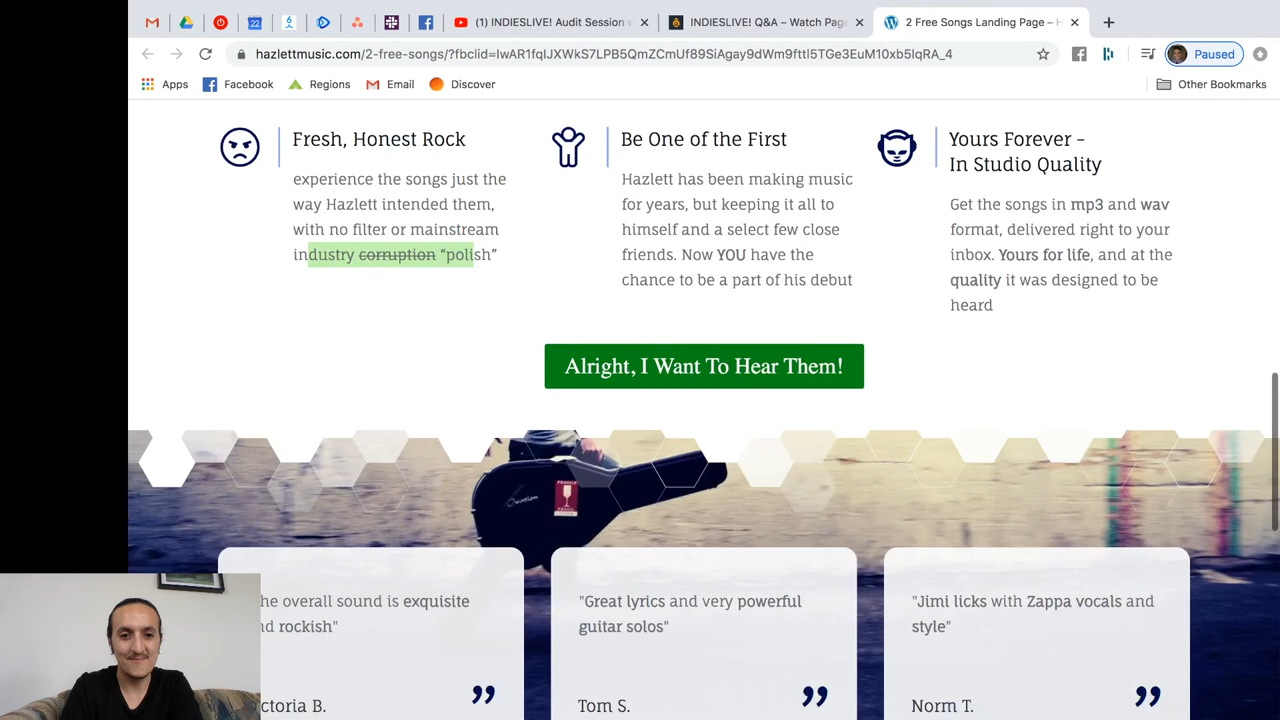 (1) INDIESLIVE! Audit Session
INDIESLIVE! Q&A – Watch Page
2 Free Songs Landing Page –
hazlettmusic.com/2-free-songs/?fbclid=IwAR1fqIJXWkS7LPB5QmZCmUf89SiAgay9dWm9fttl5TGe3EuM10xb5lqRA_4
Paused
Apps
Facebook
Regions
Email
Discover
Other Bookmarks
Fresh, Honest Rock
experience the songs just the
way Hazlett intended them,
with no filter or mainstream
industry corruption “polish”
Be One of the First
Hazlett has been making music
for years, but keeping it all to
himself and a select few close
friends. Now YOU have the
chance to be a part of his debut
Yours Forever –
In Studio Quality
Get the songs in mp3 and wav
format, delivered right to your
inbox. Yours for life, and at the
quality it was designed to be
heard
Alright, I Want To Hear Them!
Ovation
FRAGILE
he overall sound is exquisite
nd rockish"
ctoria B.
"Great lyrics and very powerful
guitar solos"
Tom S.
"Jimi licks with Zappa vocals and
style"
Norm T.